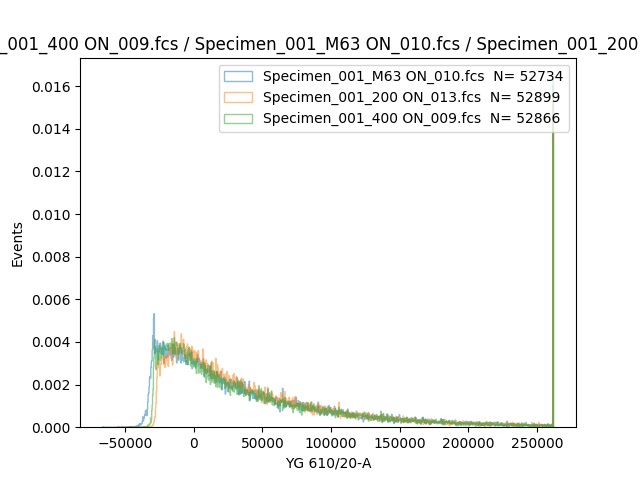 _001_400 ON_009.fcs / Specimen_001_M63 ON_010.fcs / Specimen_001_200
Specimen_001_M63 ON_010.fcs  N= 52734
Specimen_001_200 ON_013.fcs  N= 52899
Specimen_001_400 ON_009.fcs  N= 52866
0.016
0.014
0.012
0.010
0.008
0.006
0.004
0.002
0.000
Events
−50000 0 50000 100000 150000 200000 250000
YG 610/20-A